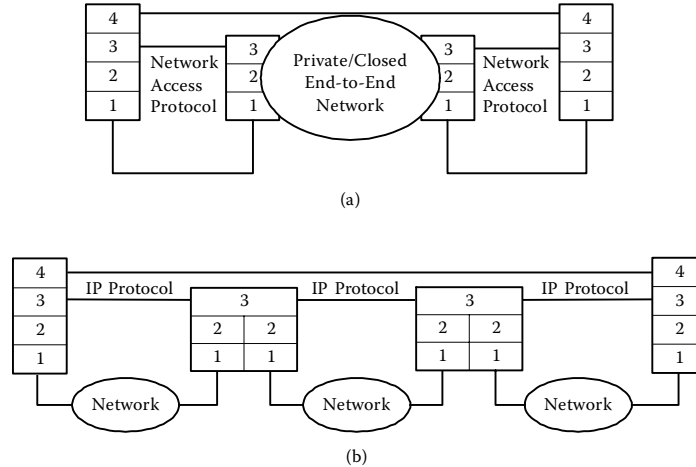 4
3
2
1
Network
Access
Protocol
3
2
1
Private/Closed
End-to-End
Network
3
2
1
Network
Access
Protocol
4
3
2
1
(a)
4
3
2
1
IP Protocol
3
2 2
1 1
IP Protocol
3
2 2
1 1
IP Protocol
4
3
2
1
Network
Network
Network
(b)